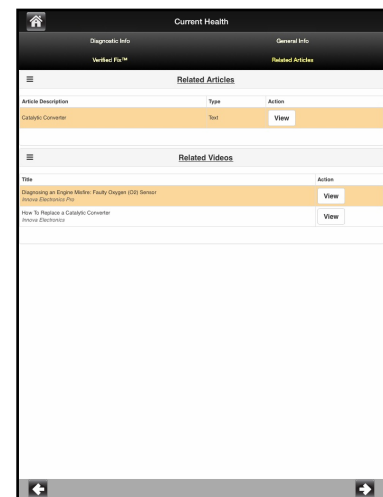 Current Health
Diagnostic Info
General Info
Verified Fix™
Related Articles
Related Articles
Article Description Type Action
Catalytic Converter Text View
Related Videos
Title Action
Diagnosing an Engine Misfire: Faulty Oxygen (O2) Sensor
Innova Electronics Pro
View
How To Replace a Catalytic Converter
Innova Electronics
View